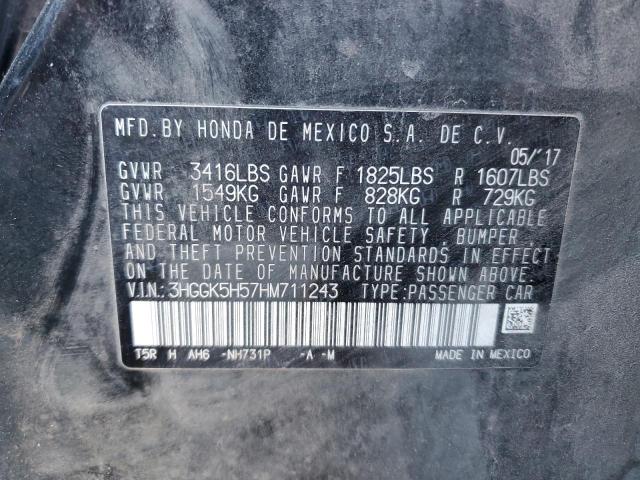 MFD.BY HONDA DE MEXICO S.A. DE C.V.
05/'17
GVWR 3416LBS GAWR F 1825LBS R 1607LBS
GVWR 1549KG GAWR F 828KG R 729KG
THIS VEHICLE CONFORMS TO ALL APPLICABLE
FEDERAL MOTOR VEHICLE SAFETY, BUMPER,
AND THEFT PREVENTION STANDARDS IN EFFECT
ON THE DATE OF MANUFACTURE SHOWN ABOVE.
V.I.N.:3HGGK5H57HM711243 TYPE:PASSENGER CAR
T5R H AH6 -NH731P -A -M MADE IN MEXICO